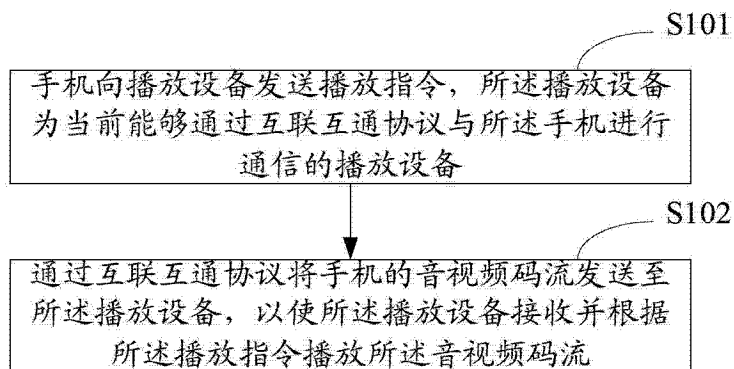 S101
手机向播放设备发送播放指令，所述播放设备
为当前能够通过互联互通协议与所述手机进行
通信的播放设备
S102
通过互联互通协议将手机的音视频码流发送至
所述播放设备，以使所述播放设备接收并根据
所述播放指令播放所述音视频码流